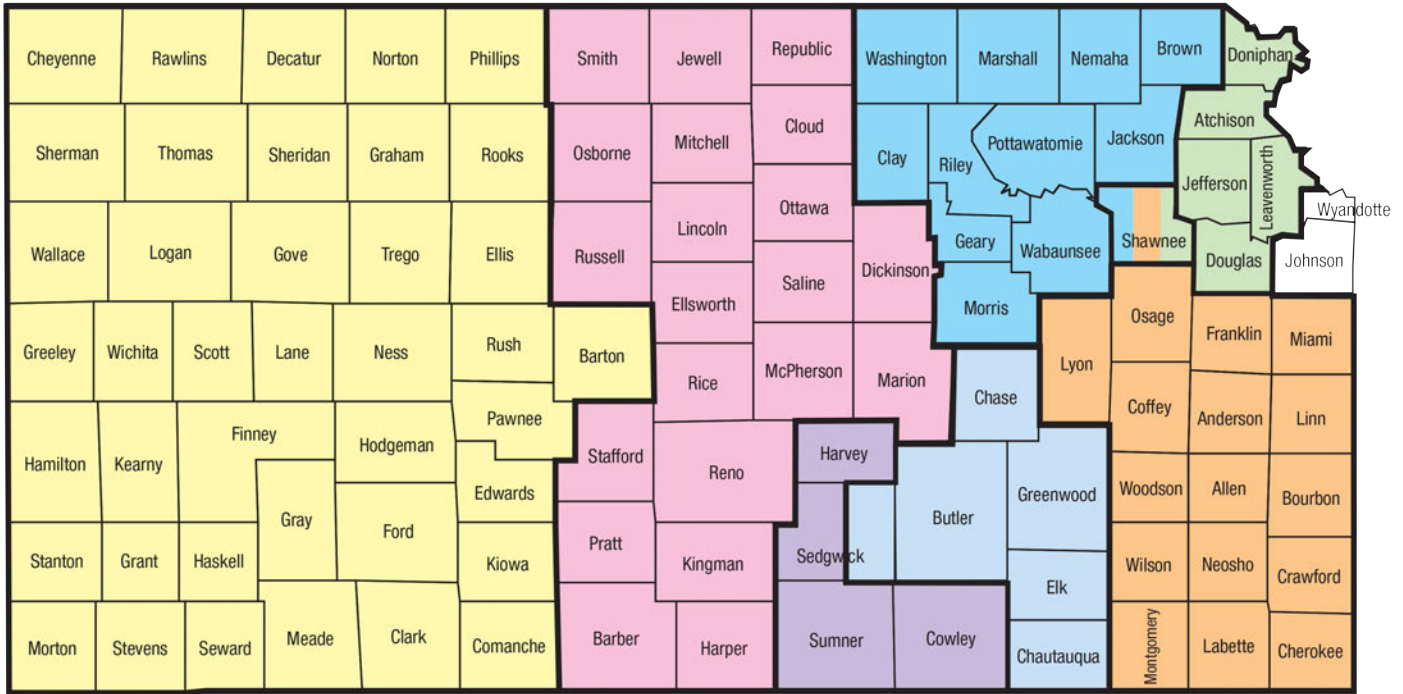 Cheyenne
Rawlins
Decatur
Norton
Phillips
Smith
Jewell
Republic
Washington
Marshall
Nemaha
Brown
Doniphan
Sherman
Thomas
Sheridan
Graham
Rooks
Osborne
Mitchell
Cloud
Clay
Riley
Pottawatomie
Jackson
Atchison
Jefferson
Leavenworth
Wyandotte
Wallace
Logan
Gove
Trego
Ellis
Russell
Lincoln
Ottawa
Saline
Dickinson
Geary
Wabaunsee
Shawnee
Douglas
Johnson
Greeley
Wichita
Scott
Lane
Ness
Rush
Barton
Ellsworth
Rice
McPherson
Marion
Morris
Chase
Lyon
Osage
Franklin
Miami
Hamilton
Kearny
Finney
Hodgeman
Pawnee
Edwards
Stafford
Reno
Harvey
Butler
Greenwood
Coffey
Anderson
Linn
Gray
Ford
Woodson
Allen
Bourbon
Stanton
Grant
Haskell
Kiowa
Pratt
Kingman
Sedgwick
Elk
Wilson
Neosho
Crawford
Morton
Stevens
Seward
Meade
Clark
Comanche
Barber
Harper
Sumner
Cowley
Chautauqua
Montgomery
Labette
Cherokee